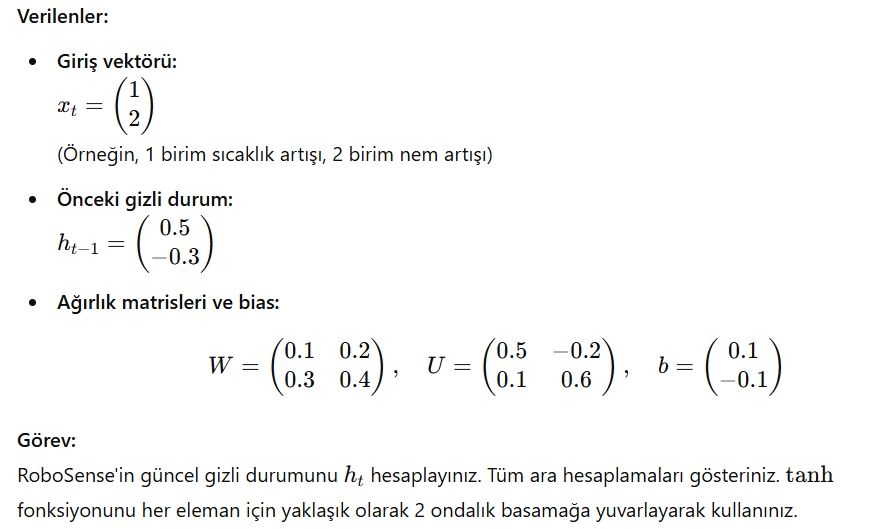 Verilenler:
• Giriş vektörü:
x_t = \begin{pmatrix} 1 \\ 2 \end{pmatrix}
(Örneğin, 1 birim sıcaklık artışı, 2 birim nem artışı)
• Önceki gizli durum:
h_{t-1} = \begin{pmatrix} 0.5 \\ -0.3 \end{pmatrix}
• Ağırlık matrisleri ve bias:
W = \begin{pmatrix} 0.1 & 0.2 \\ 0.3 & 0.4 \end{pmatrix}, U = \begin{pmatrix} 0.5 & -0.2 \\ 0.1 & 0.6 \end{pmatrix}, b = \begin{pmatrix} 0.1 \\ -0.1 \end{pmatrix}
Görev:
RoboSense'in güncel gizli durumunu h_t hesaplayınız. Tüm ara hesaplamaları gösteriniz. tanh
fonksiyonunu her eleman için yaklaşık olarak 2 ondalık basamağa yuvarlayarak kullanınız.